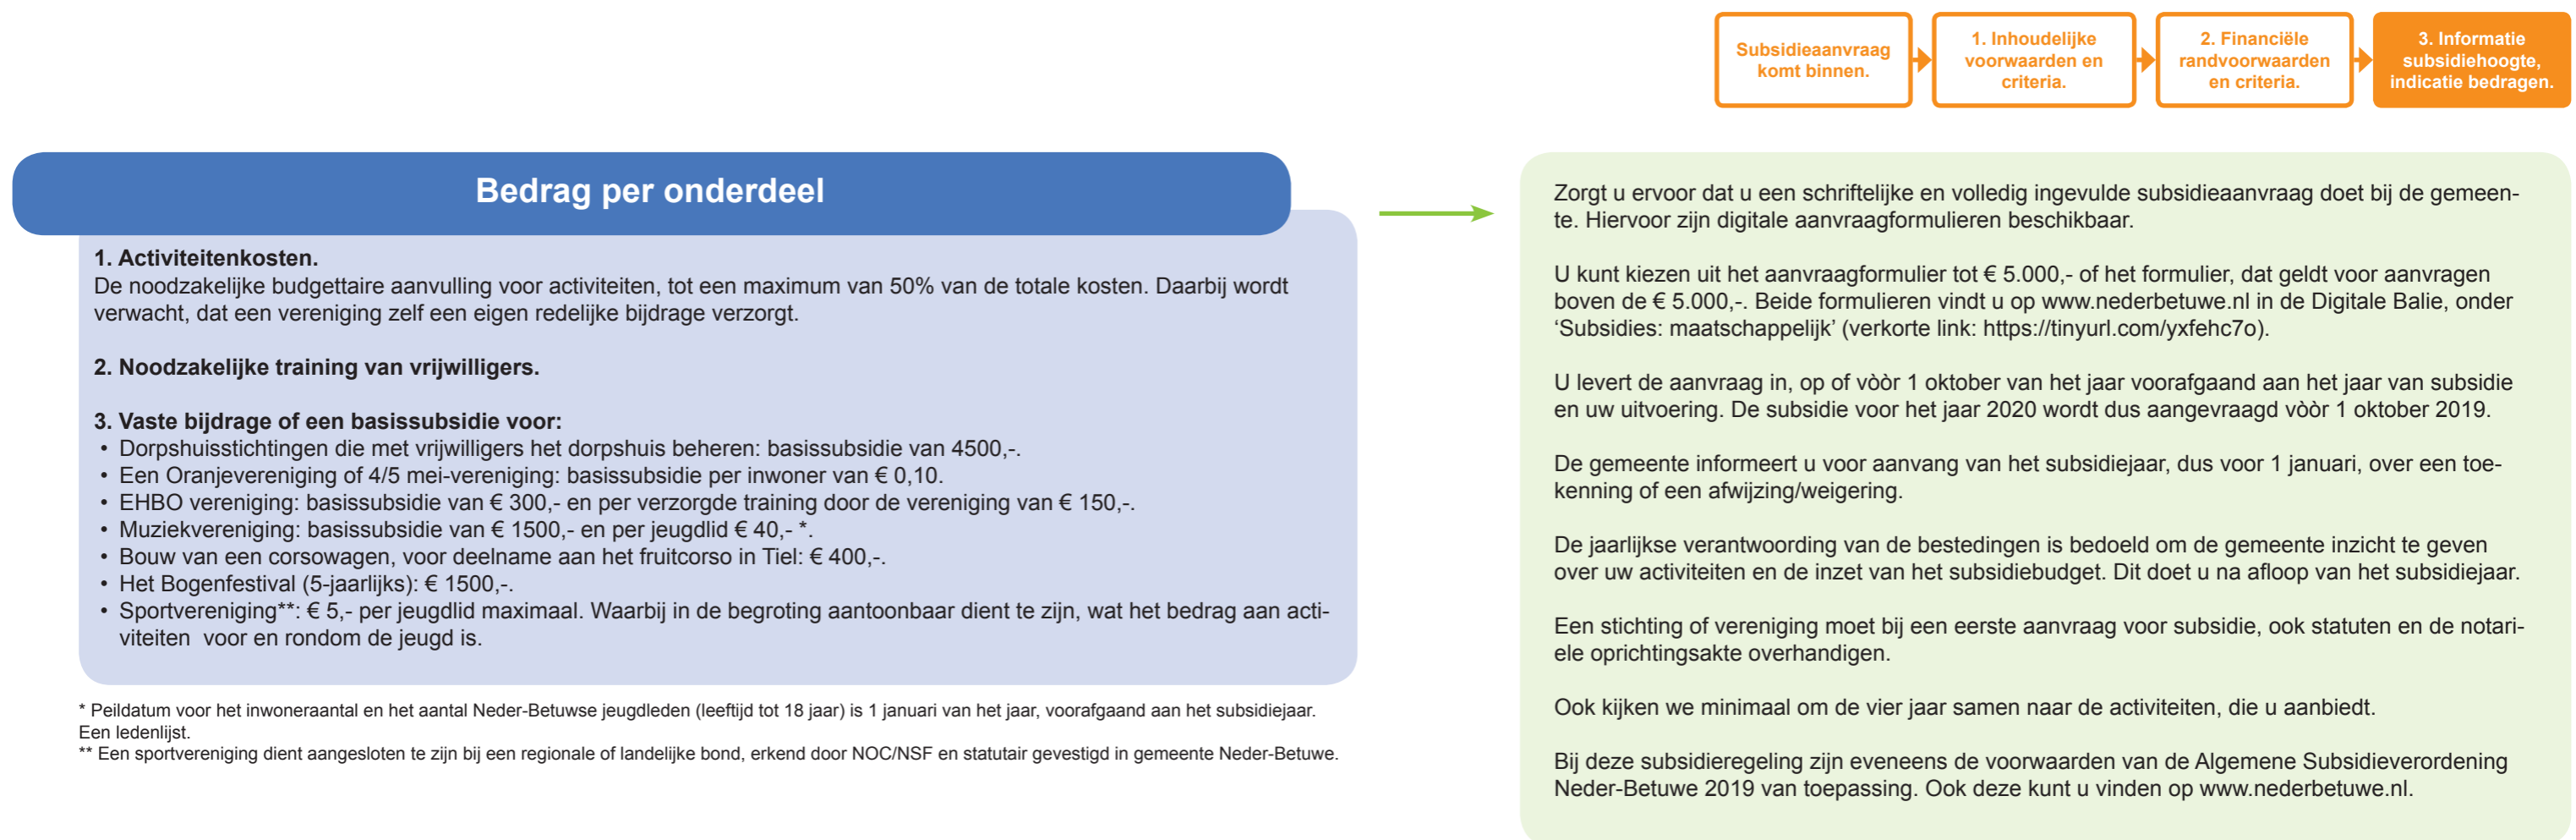 Subsidieaanvraag
komt binnen.
1. Inhoudelijke
voorwaarden en
criteria.
2. Financiële
randvoorwaarden
en criteria.
3. Informatie
subsidiehoogte,
indicatie bedragen.
Bedrag per onderdeel
1. Activiteitenkosten.
De noodzakelijke budgettaire aanvulling voor activiteiten, tot een maximum van 50% van de totale kosten. Daarbij wordt
verwacht, dat een vereniging zelf een eigen redelijke bijdrage verzorgt.
2. Noodzakelijke training van vrijwilligers.
3. Vaste bijdrage of een basissubsidie voor:
• Dorpshuisstichtingen die met vrijwilligers het dorpshuis beheren: basissubsidie van 4500,-.
• Een Oranjevereniging of 4/5 mei-vereniging: basissubsidie per inwoner van € 0,10.
• EHBO vereniging: basissubsidie van € 300,- en per verzorgde training door de vereniging van € 150,-.
• Muziekvereniging: basissubsidie van € 1500,- en per jeugdlid € 40,- *.
• Bouw van een corsowagen, voor deelname aan het fruitcorso in Tiel: € 400,-.
• Het Bogenfestival (5-jaarlijks): € 1500,-.
• Sportvereniging**: € 5,- per jeugdlid maximaal. Waarbij in de begroting aantoonbaar dient te zijn, wat het bedrag aan acti-
viteiten  voor en rondom de jeugd is.
* Peildatum voor het inwoneraantal en het aantal Neder-Betuwse jeugdleden (leeftijd tot 18 jaar) is 1 januari van het jaar, voorafgaand aan het subsidiejaar.
Een ledenlijst.
** Een sportvereniging dient aangesloten te zijn bij een regionale of landelijke bond, erkend door NOC/NSF en statutair gevestigd in gemeente Neder-Betuwe.
Zorgt u ervoor dat u een schriftelijke en volledig ingevulde subsidieaanvraag doet bij de gemeen-
te. Hiervoor zijn digitale aanvraagformulieren beschikbaar.
U kunt kiezen uit het aanvraagformulier tot € 5.000,- of het formulier, dat geldt voor aanvragen
boven de € 5.000,-. Beide formulieren vindt u op www.nederbetuwe.nl in de Digitale Balie, onder
‘Subsidies: maatschappelijk’ (verkorte link: https://tinyurl.com/yxfehc7o).
U levert de aanvraag in, op of vòòr 1 oktober van het jaar voorafgaand aan het jaar van subsidie
en uw uitvoering. De subsidie voor het jaar 2020 wordt dus aangevraagd vòòr 1 oktober 2019.
De gemeente informeert u voor aanvang van het subsidiejaar, dus voor 1 januari, over een toe-
kenning of een afwijzing/weigering.
De jaarlijkse verantwoording van de bestedingen is bedoeld om de gemeente inzicht te geven
over uw activiteiten en de inzet van het subsidiebudget. Dit doet u na afloop van het subsidiejaar.
Een stichting of vereniging moet bij een eerste aanvraag voor subsidie, ook statuten en de notari-
ele oprichtingsakte overhandigen.
Ook kijken we minimaal om de vier jaar samen naar de activiteiten, die u aanbiedt.
Bij deze subsidieregeling zijn eveneens de voorwaarden van de Algemene Subsidieverordening
Neder-Betuwe 2019 van toepassing. Ook deze kunt u vinden op www.nederbetuwe.nl.